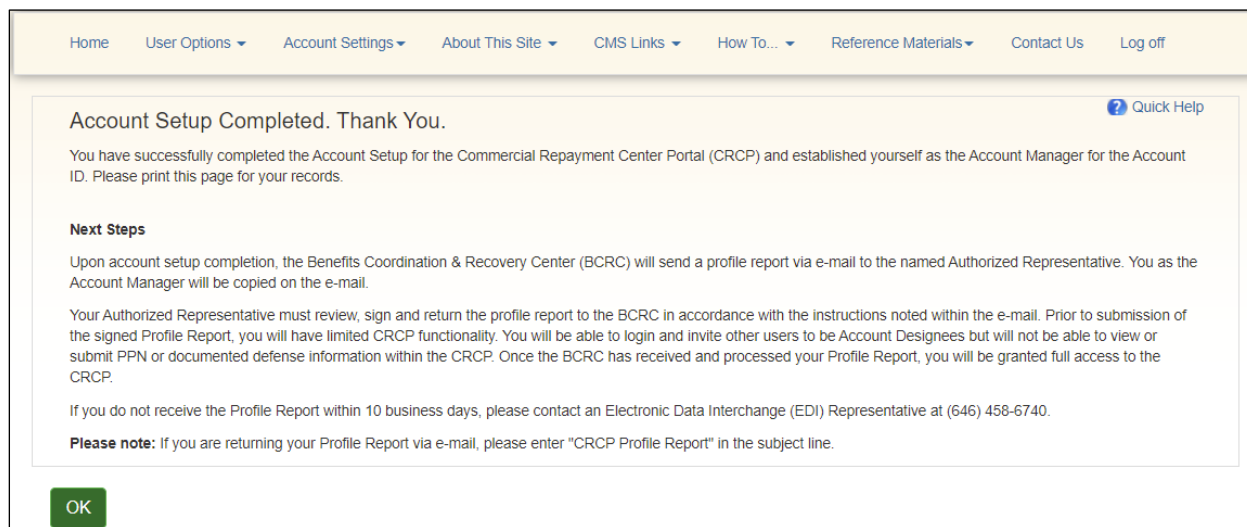 Home User Options Account Settings About This Site CMS Links How To... Reference Materials Contact Us Log off
Quick Help
Account Setup Completed. Thank You.
You have successfully completed the Account Setup for the Commercial Repayment Center Portal (CRCP) and established yourself as the Account Manager for the Account
ID. Please print this page for your records.
Next Steps
Upon account setup completion, the Benefits Coordination & Recovery Center (BCRC) will send a profile report via e-mail to the named Authorized Representative. You as the
Account Manager will be copied on the e-mail.
Your Authorized Representative must review, sign and return the profile report to the BCRC in accordance with the instructions noted within the e-mail. Prior to submission of
the signed Profile Report, you will have limited CRCP functionality. You will be able to login and invite other users to be Account Designees but will not be able to view or
submit PPN or documented defense information within the CRCP. Once the BCRC has received and processed your Profile Report, you will be granted full access to the
CRCP.
If you do not receive the Profile Report within 10 business days, please contact an Electronic Data Interchange (EDI) Representative at (646) 458-6740.
Please note: If you are returning your Profile Report via e-mail, please enter "CRCP Profile Report" in the subject line.
OK